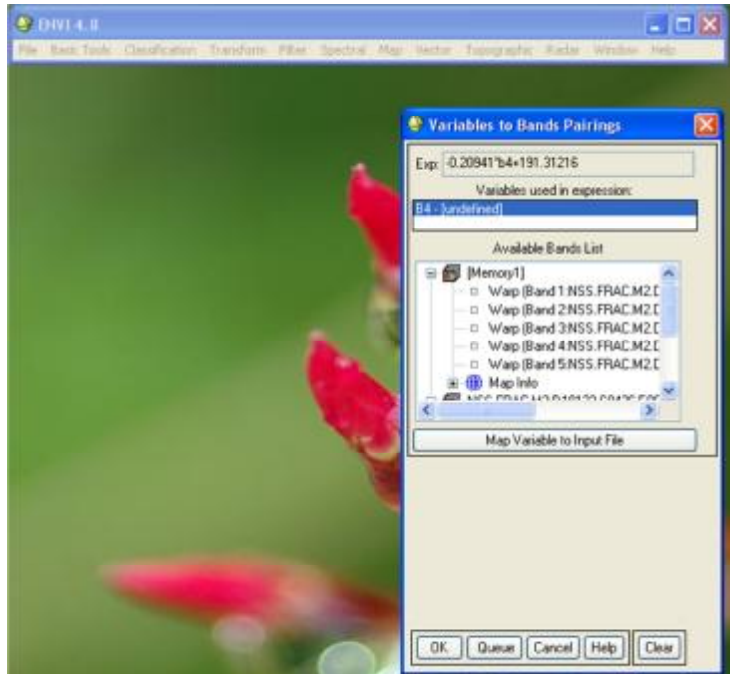 ENVI 4.8
File Basic Tools Classification Transform Filter Spectral Map Vector Topographic Radar Window Help
Variables to Bands Pairings
Exp: -0.20941*b4+191.31216
Variables used in expression:
B4 - [undefined]
Available Bands List
[Memory1]
Warp (Band 1:NSS.FRAC.M2.D
Warp (Band 2:NSS.FRAC.M2.D
Warp (Band 3:NSS.FRAC.M2.D
Warp (Band 4:NSS.FRAC.M2.D
Warp (Band 5:NSS.FRAC.M2.D
Map Info
Map Variable to Input File
OK Queue Cancel Help Clear